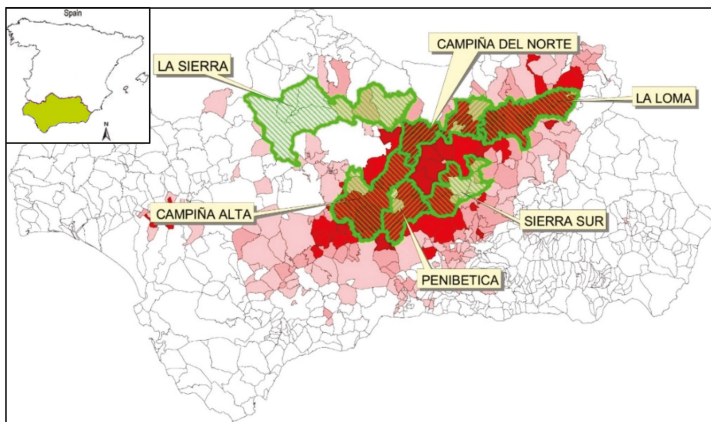 Spain
N
CAMPIÑA DEL NORTE
LA SIERRA
LA LOMA
CAMPIÑA ALTA
SIERRA SUR
PENIBETICA